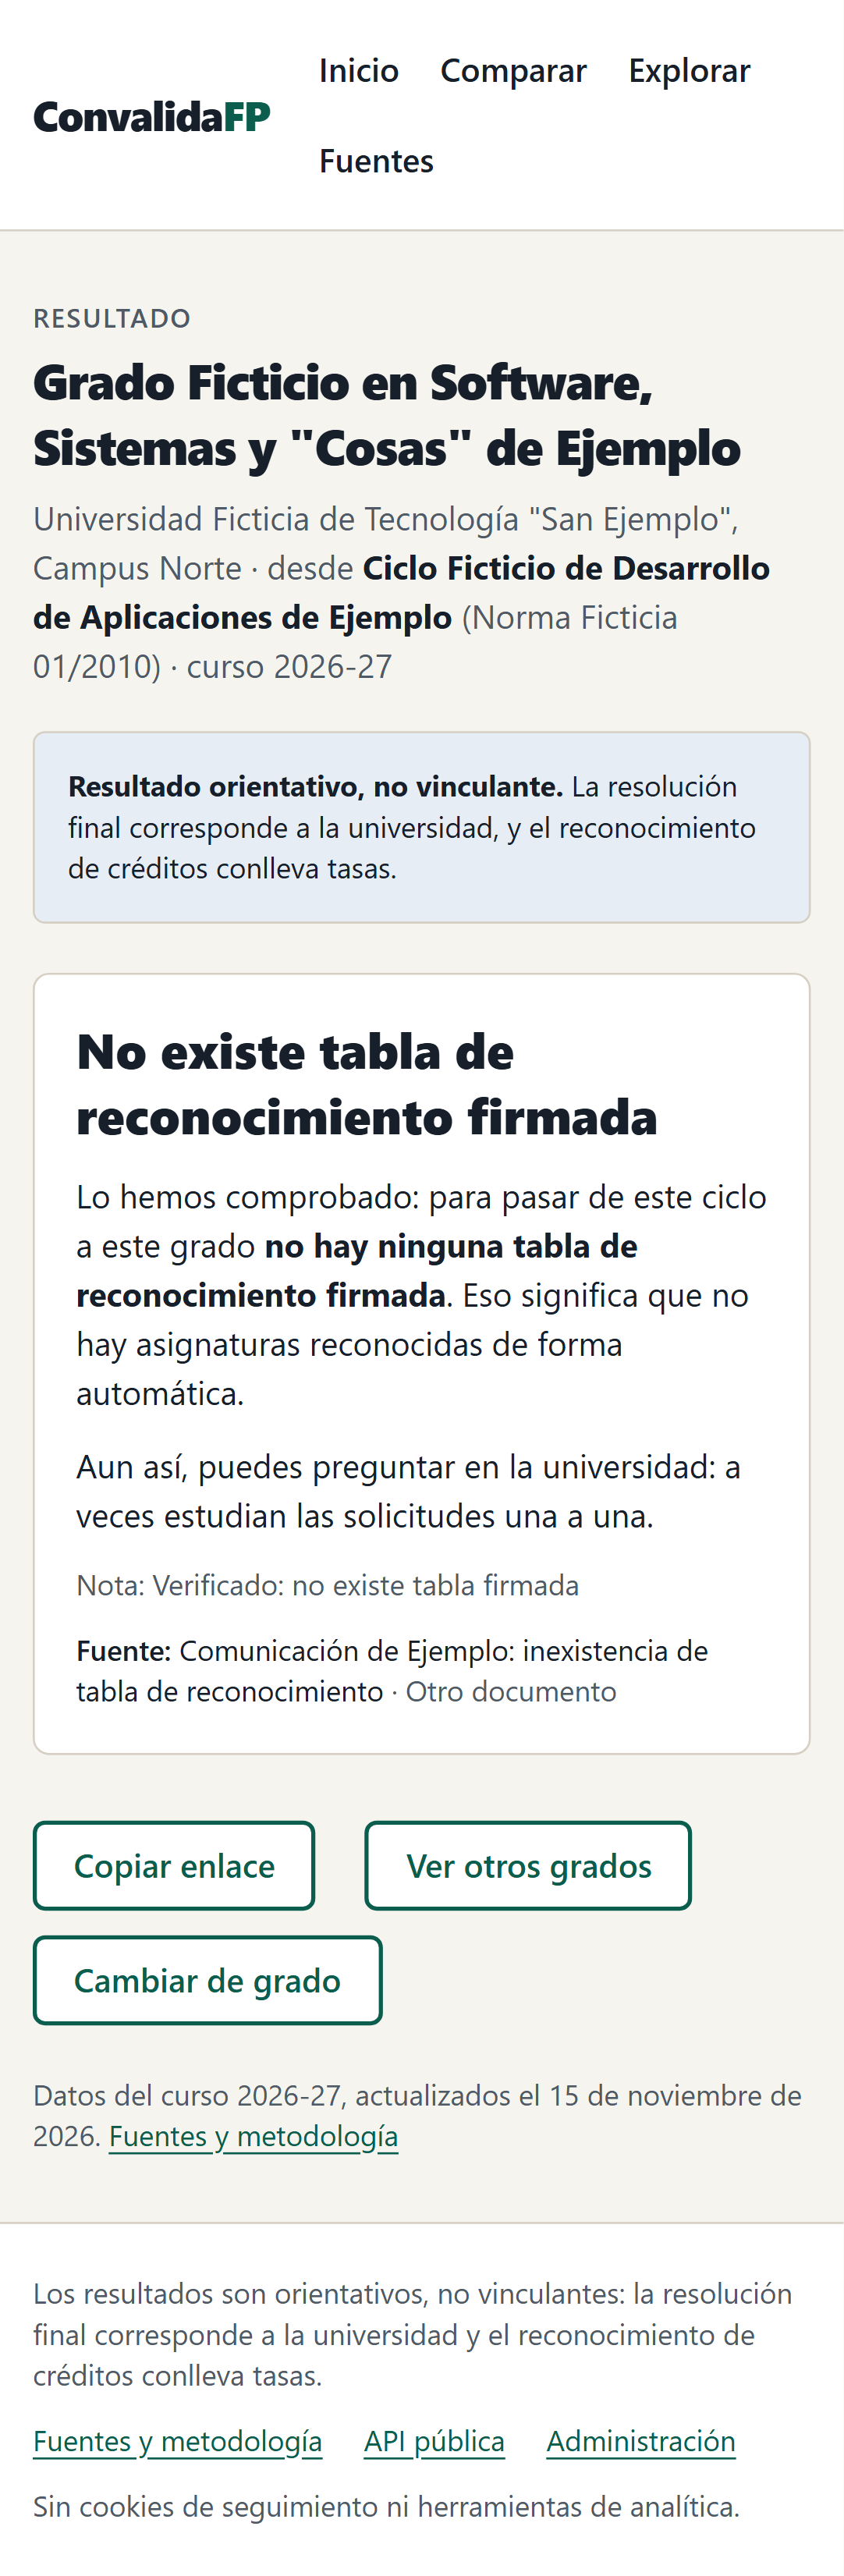 ConvalidaFP
Inicio Comparar Explorar
Fuentes
RESULTADO
Grado Ficticio en Software,
Sistemas y "Cosas" de Ejemplo
Universidad Ficticia de Tecnología "San Ejemplo",
Campus Norte · desde Ciclo Ficticio de Desarrollo
de Aplicaciones de Ejemplo (Norma Ficticia
01/2010) · curso 2026-27
Resultado orientativo, no vinculante. La resolución
final corresponde a la universidad, y el reconocimiento
de créditos conlleva tasas.
No existe tabla de
reconocimiento firmada
Lo hemos comprobado: para pasar de este ciclo
a este grado no hay ninguna tabla de
reconocimiento firmada. Eso significa que no
hay asignaturas reconocidas de forma
automática.
Aun así, puedes preguntar en la universidad: a
veces estudian las solicitudes una a una.
Nota: Verificado: no existe tabla firmada
Fuente: Comunicación de Ejemplo: inexistencia de
tabla de reconocimiento · Otro documento
Copiar enlace Ver otros grados
Cambiar de grado
Datos del curso 2026-27, actualizados el 15 de noviembre de
2026. Fuentes y metodología
Los resultados son orientativos, no vinculantes: la resolución
final corresponde a la universidad y el reconocimiento de
créditos conlleva tasas.
Fuentes y metodología API pública Administración
Sin cookies de seguimiento ni herramientas de analítica.